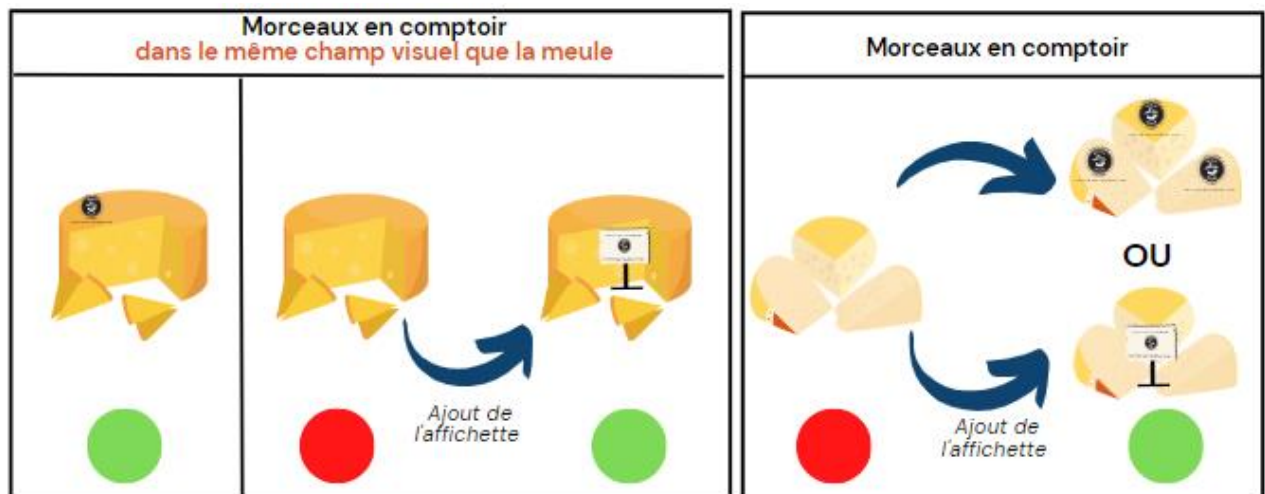 Morceaux en comptoir
dans le même champ visuel que la meule
Ajout de
l'affichette
Morceaux en comptoir
OU
Ajout de
l'affichette